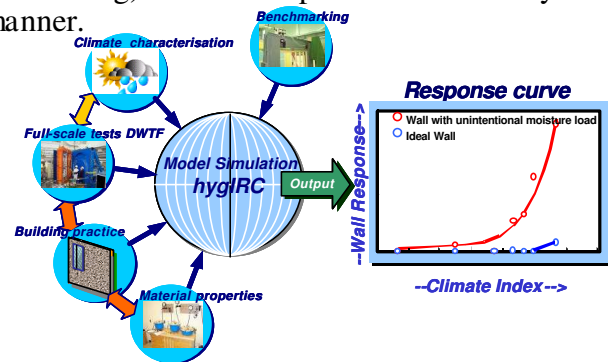 manner.
Benchmarking
Climate characterisation
Full-scale tests DWTF
Model Simulation
hygIRC
Building practice
Material properties
Output
Response curve
Wall with unintentional moisture load
Ideal Wall
--Wall Response-->
--Climate Index-->